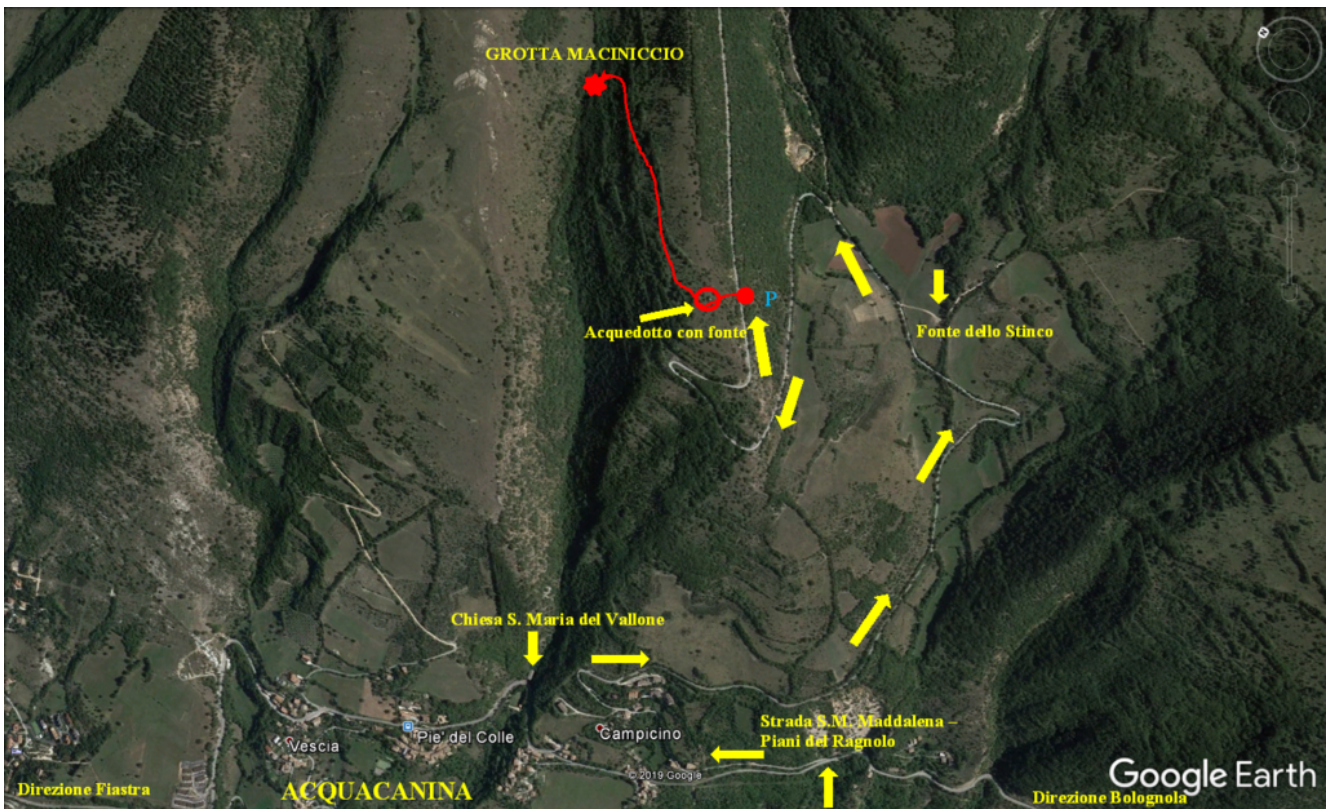 GROTTA MACINICCIO
P
Acquedotto con fonte
Fonte dello Stinco
Chiesa S. Maria del Vallone
Strada S.M. Maddalena –
Piani del Ragnolo
Vescia
Pie' del Colle
Campicino
© 2019 Google
Direzione Fiastra
ACQUACANINA
Direzione Bolognola
Google Earth